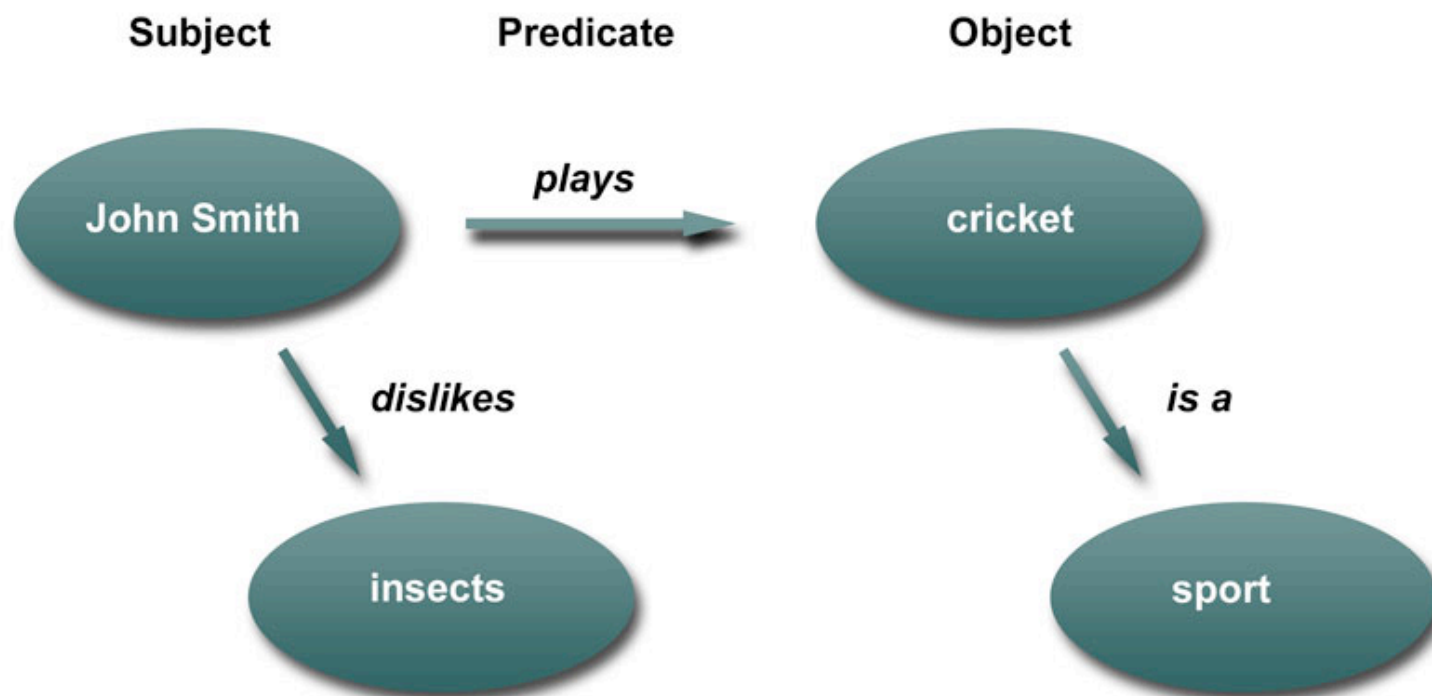 Subject Predicate Object
plays
John Smith cricket
dislikes is a
insects sport